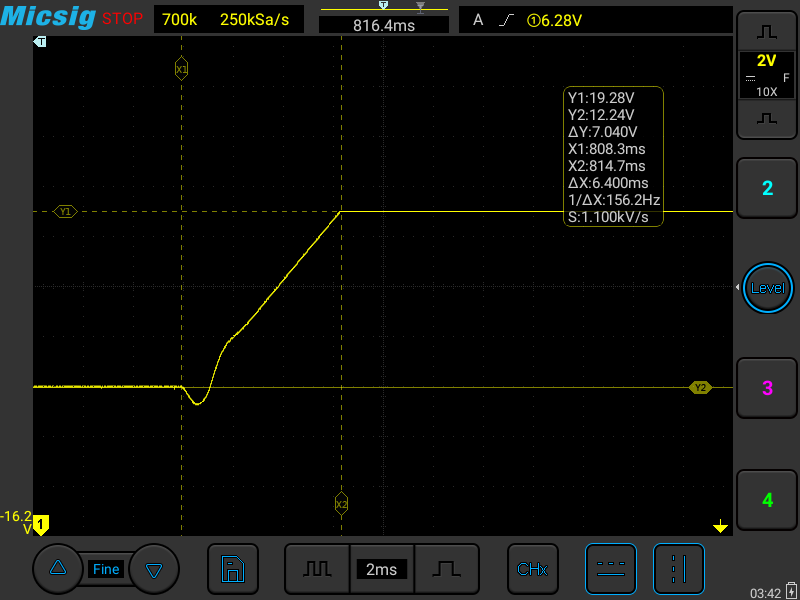 Micsig STOP 700k 250kSa/s 816.4ms A ①6.28V
T
X1
2V
F
10X
Y1:19.28V
Y2:12.24V
ΔY:7.040V
X1:808.3ms
X2:814.7ms
ΔX:6.400ms
1/ΔX:156.2Hz
S:1.100kV/s
2
Y1
Level
Y2
3
X2
4
-16.2
V
1
Fine 2ms CHx
03:42